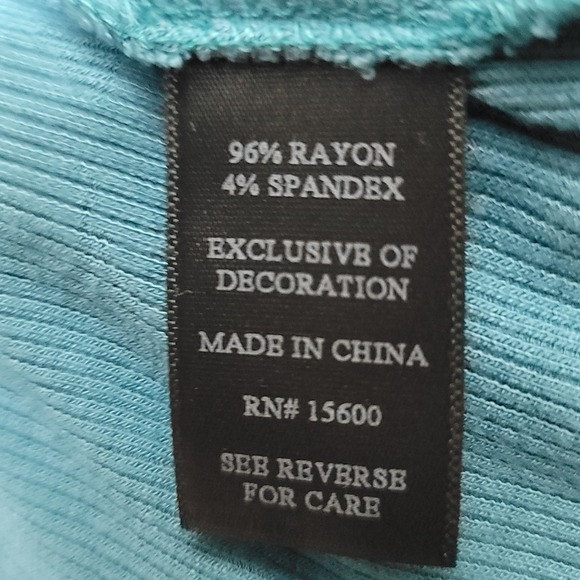 96% RAYON
4% SPANDEX
EXCLUSIVE OF
DECORATION
MADE IN CHINA
RN# 15600
SEE REVERSE
FOR CARE